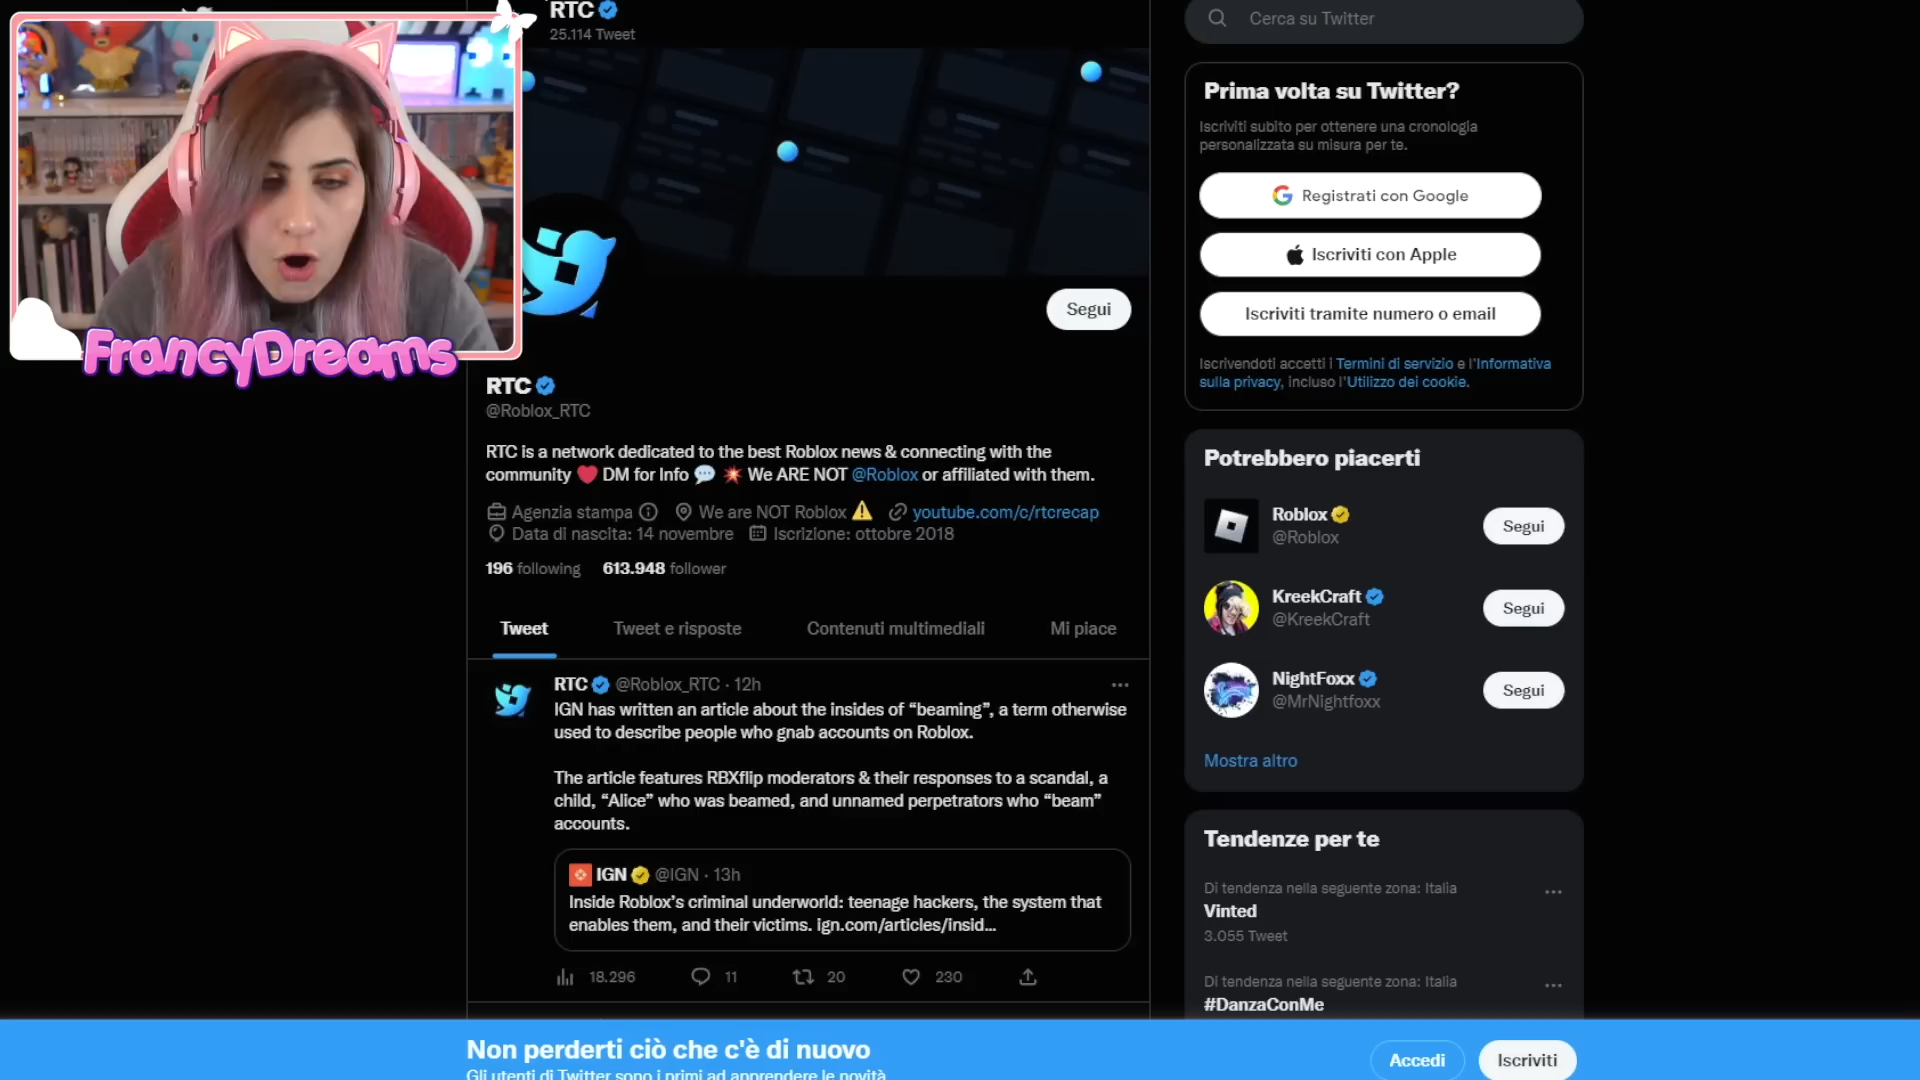 FrancyDreams
RTC
25.114 Tweet
Segui
RTC
@Roblox_RTC
RTC is a network dedicated to the best Roblox news & connecting with the
community ❤️ DM for Info 💬 💥 We ARE NOT @Roblox or affiliated with them.
Agenzia stampa We are NOT Roblox ⚠️ youtube.com/c/rtcrecap
Data di nascita: 14 novembre Iscrizione: ottobre 2018
196 following 613.948 follower
Tweet Tweet e risposte Contenuti multimediali Mi piace
RTC @Roblox_RTC · 12h
IGN has written an article about the insides of “beaming”, a term otherwise
used to describe people who gnab accounts on Roblox.
The article features RBXflip moderators & their responses to a scandal, a
child, “Alice” who was beamed, and unnamed perpetrators who “beam”
accounts.
IGN @IGN · 13h
Inside Roblox’s criminal underworld: teenage hackers, the system that
enables them, and their victims. ign.com/articles/insid...
18.296 11 20 230
Cerca su Twitter
Prima volta su Twitter?
Iscriviti subito per ottenere una cronologia
personalizzata su misura per te.
Registrati con Google
Iscriviti con Apple
Iscriviti tramite numero o email
Iscrivendoti accetti i Termini di servizio e l'Informativa
sulla privacy, incluso l'Utilizzo dei cookie.
Potrebbero piacerti
Roblox
@Roblox
Segui
KreekCraft
@KreekCraft
Segui
NightFoxx
@MrNightfoxx
Segui
Mostra altro
Tendenze per te
Di tendenza nella seguente zona: Italia
Vinted
3.055 Tweet
Di tendenza nella seguente zona: Italia
#DanzaConMe
Non perderti ciò che c'è di nuovo
Gli utenti di Twitter sono i primi ad apprendere le novità
Accedi Iscriviti